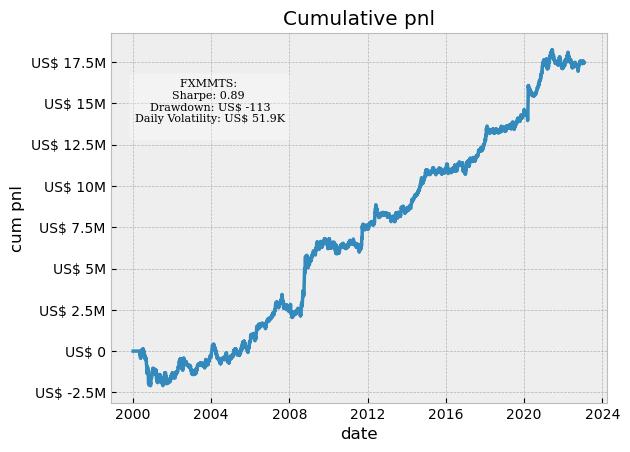 Cumulative pnl
US$ 17.5M
US$ 15M
US$ 12.5M
US$ 10M
US$ 7.5M
US$ 5M
US$ 2.5M
US$ 0
US$ -2.5M
cum pnl
FXMMTS:
Sharpe: 0.89
Drawdown: US$ -113
Daily Volatility: US$ 51.9K
2000 2004 2008 2012 2016 2020 2024
date